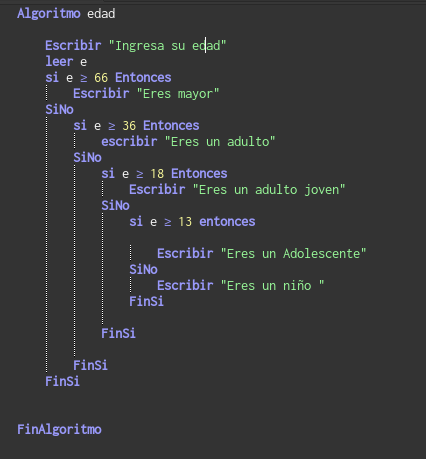 Algoritmo edad
Escribir "Ingresa su edad"
leer e
si e ≥ 66 Entonces
Escribir "Eres mayor"
SiNo
si e ≥ 36 Entonces
escribir "Eres un adulto"
SiNo
si e ≥ 18 Entonces
Escribir "Eres un adulto joven"
SiNo
si e ≥ 13 entonces
Escribir "Eres un Adolescente"
SiNo
Escribir "Eres un niño "
FinSi
FinSi
FinSi
FinSi
FinAlgoritmo